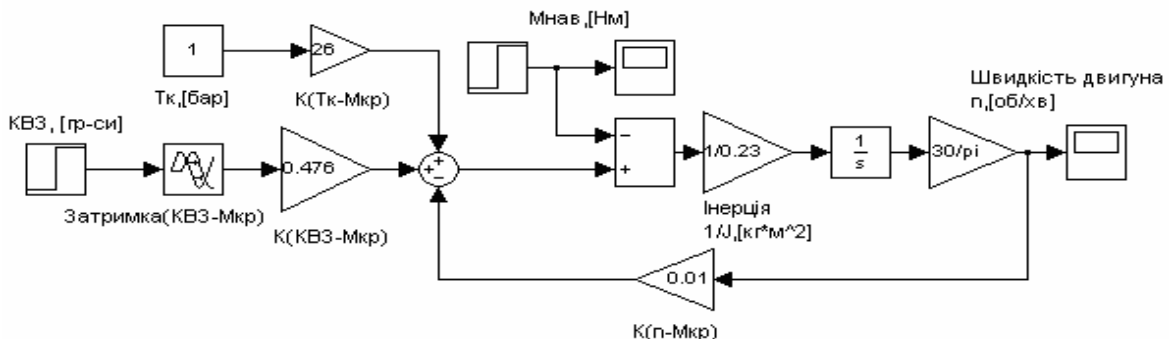 Мнав,[Нм]
1
26
Тк,[бар]
К(Тк-Мкр)
Швидкість двигуна
n,[об/хв]
КВЗ, [гр-си]
0.476
−
+
1/0.23
1
s
30/pi
+
+
−
Затримка(КВЗ-Мкр)
К(КВЗ-Мкр)
Інерція
1/J,[кг*м^2]
0.01
К(n-Мкр)